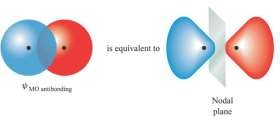 is equivalent to
ψ MO antibonding
Nodal
plane